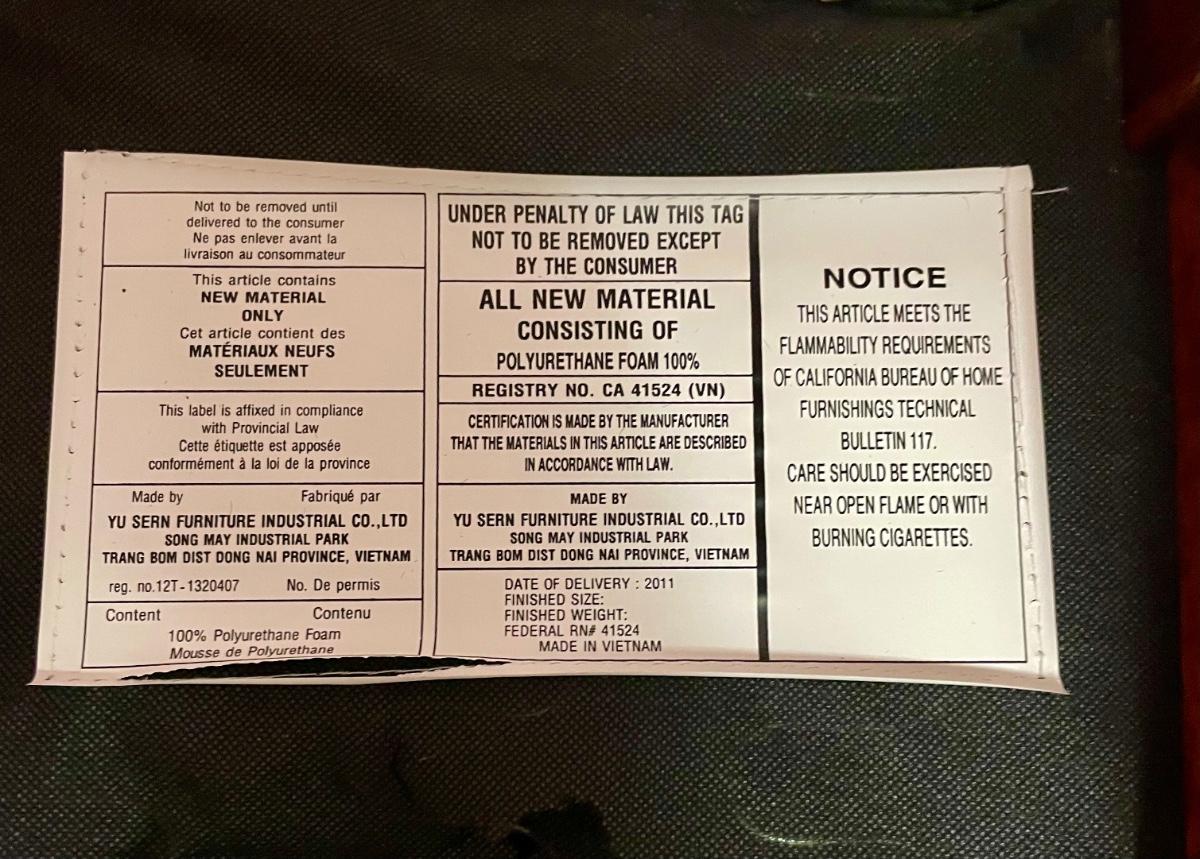 Not to be removed until
delivered to the consumer
Ne pas enlever avant la
livraison au consommateur
This article contains
NEW MATERIAL
ONLY
Cet article contient des
MATÉRIAUX NEUFS
SEULEMENT
This label is affixed in compliance
with Provincial Law
Cette étiquette est apposée
conformément à la loi de la province
Made by Fabriqué par
YU SERN FURNITURE INDUSTRIAL CO.,LTD
SONG MAY INDUSTRIAL PARK
TRANG BOM DIST DONG NAI PROVINCE, VIETNAM
reg. no.12T-1320407 No. De permis
Content Contenu
100% Polyurethane Foam
Mousse de Polyurethane
UNDER PENALTY OF LAW THIS TAG
NOT TO BE REMOVED EXCEPT
BY THE CONSUMER
ALL NEW MATERIAL
CONSISTING OF
POLYURETHANE FOAM 100%
REGISTRY NO. CA 41524 (VN)
CERTIFICATION IS MADE BY THE MANUFACTURER
THAT THE MATERIALS IN THIS ARTICLE ARE DESCRIBED
IN ACCORDANCE WITH LAW.
MADE BY
YU SERN FURNITURE INDUSTRIAL CO.,LTD
SONG MAY INDUSTRIAL PARK
TRANG BOM DIST DONG NAI PROVINCE, VIETNAM
DATE OF DELIVERY : 2011
FINISHED SIZE:
FINISHED WEIGHT:
FEDERAL RN# 41524
MADE IN VIETNAM
NOTICE
THIS ARTICLE MEETS THE
FLAMMABILITY REQUIREMENTS
OF CALIFORNIA BUREAU OF HOME
FURNISHINGS TECHNICAL
BULLETIN 117.
CARE SHOULD BE EXERCISED
NEAR OPEN FLAME OR WITH
BURNING CIGARETTES.